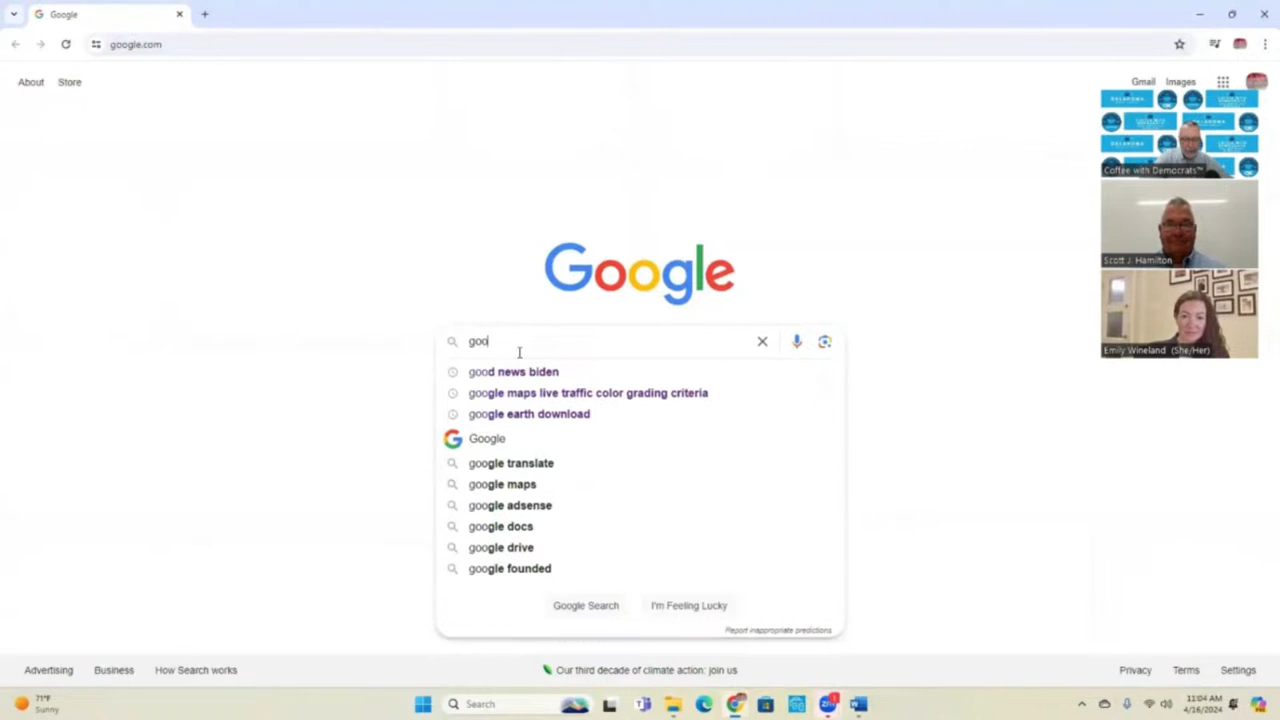 Google
google.com
About
Store
Gmail
Images
OKLAHOMA
Coffee with Democrats™
Scott J. Hamilton
Emily Wineland (She/Her)
Google
goo
good news biden
google maps live traffic color grading criteria
google earth download
Google
google translate
google maps
google adsense
google docs
google drive
google founded
Google Search
I'm Feeling Lucky
Report inappropriate predictions
Advertising
Business
How Search works
Our third decade of climate action: join us
Privacy
Terms
Settings
71°F
Sunny
Search
11:04 AM
4/16/2024